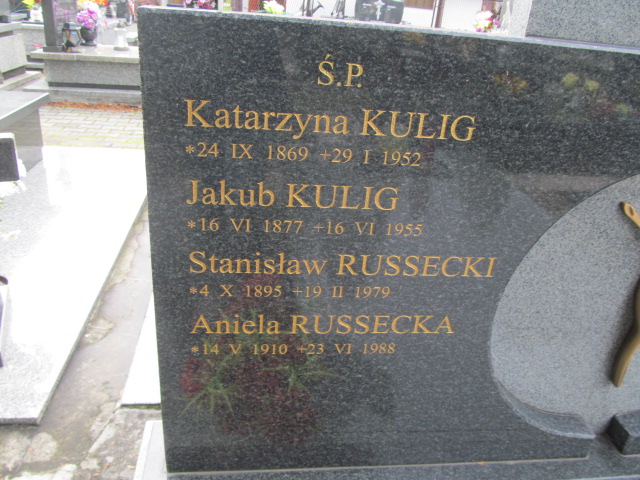 Ś.P.
Katarzyna KULIG
*24 IX 1869 +29 I 1952
Jakub KULIG
*16 VI 1877 +16 VI 1955
Stanisław RUSSECKI
*4 X 1895 +19 II 1979
Aniela RUSSECKA
*14 V 1910 +23 VI 1988